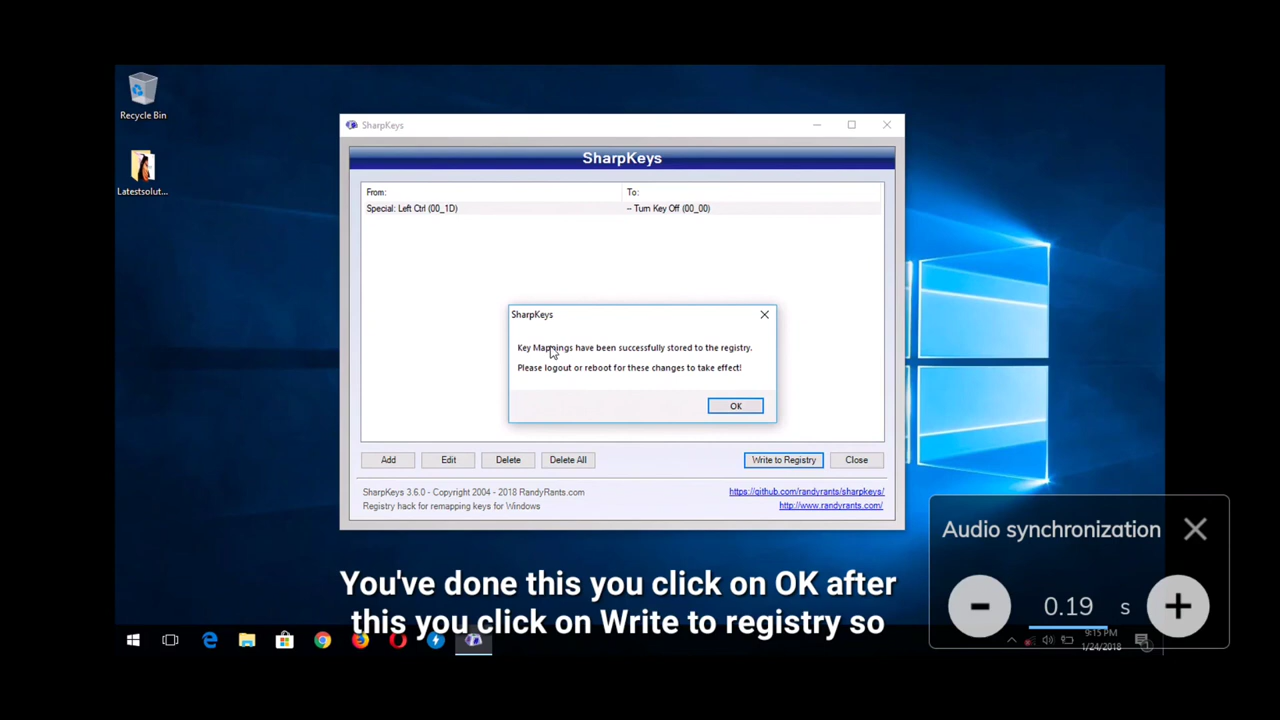 Recycle Bin
Latestsolut...
SharpKeys
SharpKeys
From: To:
Special: Left Ctrl (00_1D) -- Turn Key Off (00_00)
SharpKeys
Key Mappings have been successfully stored to the registry.
Please logout or reboot for these changes to take effect!
OK
Add Edit Delete Delete All Write to Registry Close
SharpKeys 3.6.0 - Copyright 2004 - 2018 RandyRants.com https://github.com/randyrants/sharpkeys/
Registry hack for remapping keys for Windows http://www.randyrants.com/
Audio synchronization
0.19 s
You've done this you click on OK after
this you click on Write to registry so
9:15 PM
1/24/2018